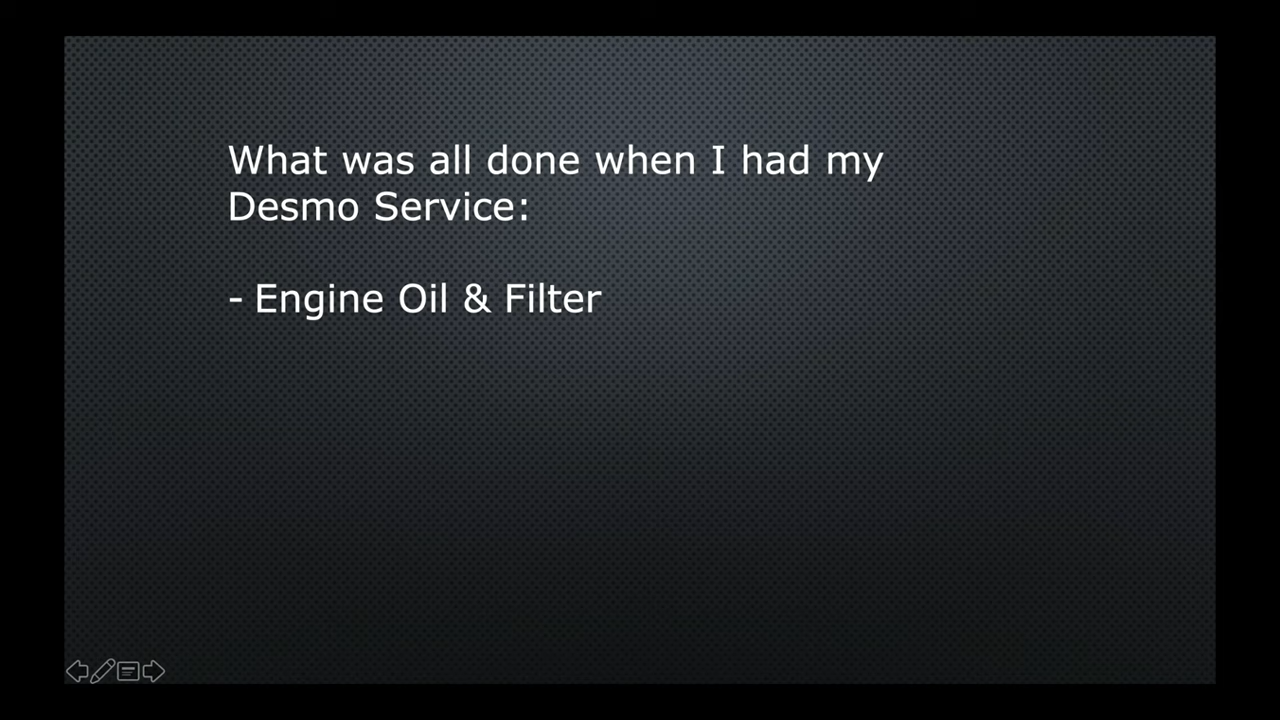 What was all done when I had my
Desmo Service:
- Engine Oil & Filter